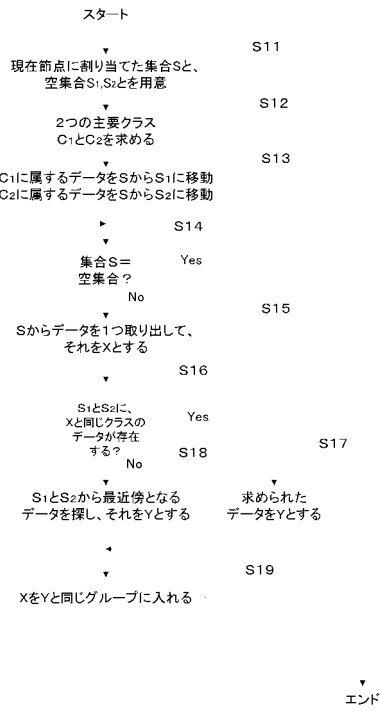 スタート
S11
現在節点に割り当てた集合Sと、
空集合S1,S2とを用意
S12
2つの主要クラス
C1とC2を求める
S13
C1に属するデータをSからS1に移動
C2に属するデータをSからS2に移動
S14
集合S＝
空集合？
Yes
No
S15
Sからデータを1つ取り出して、
それをXとする
S16
S1とS2に、
Xと同じクラスの
データが存在
する？
Yes
No
S18
S17
S1とS2から最近傍となる
データを探し、それをYとする
求められた
データをYとする
S19
XをYと同じグループに入れる
エンド